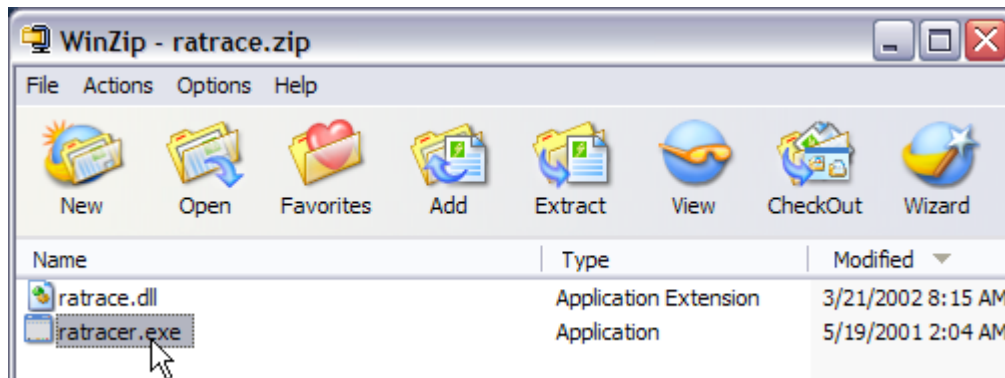 WinZip - ratrace.zip
File Actions Options Help
New Open Favorites Add Extract View CheckOut Wizard
Name Type Modified
ratrace.dll Application Extension 3/21/2002 8:15 AM
ratracer.exe Application 5/19/2001 2:04 AM